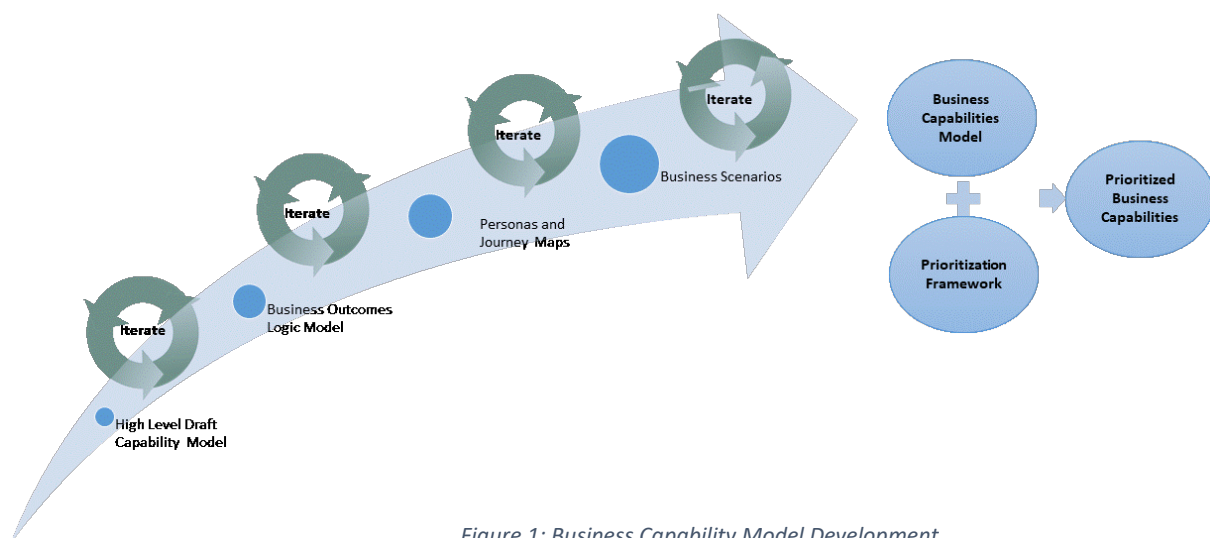 Iterate
Business
Capabilities
Model
Iterate
Business Scenarios
Prioritized
Business
Capabilities
Iterate
Personas and
Journey Maps
Prioritization
Framework
Iterate
Business Outcomes
Logic Model
High Level Draft
Capability Model
Figure 1: Business Capability Model Development